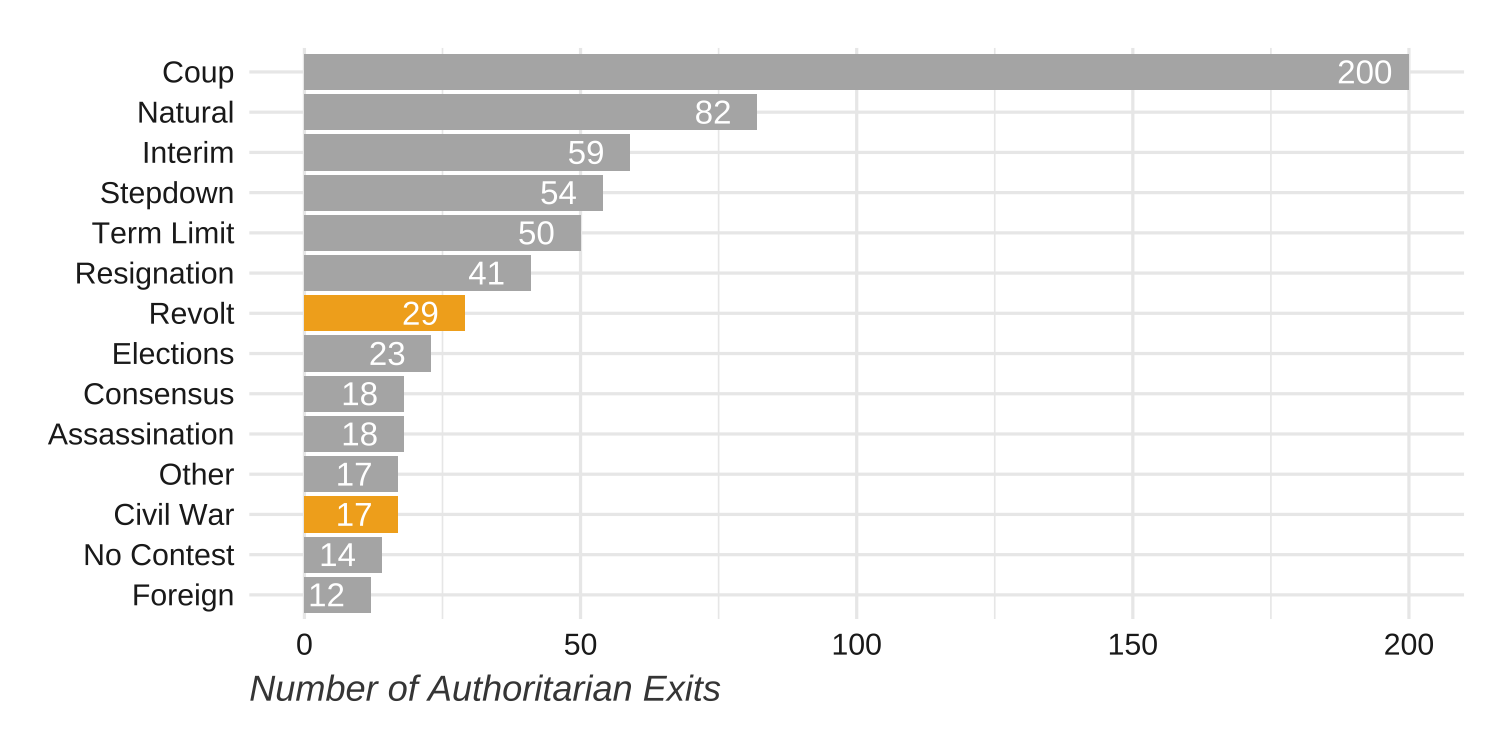 Coup 200
Natural 82
Interim 59
Stepdown 54
Term Limit 50
Resignation 41
Revolt 29
Elections 23
Consensus 18
Assassination 18
Other 17
Civil War 17
No Contest 14
Foreign 12
0 50 100 150 200
Number of Authoritarian Exits